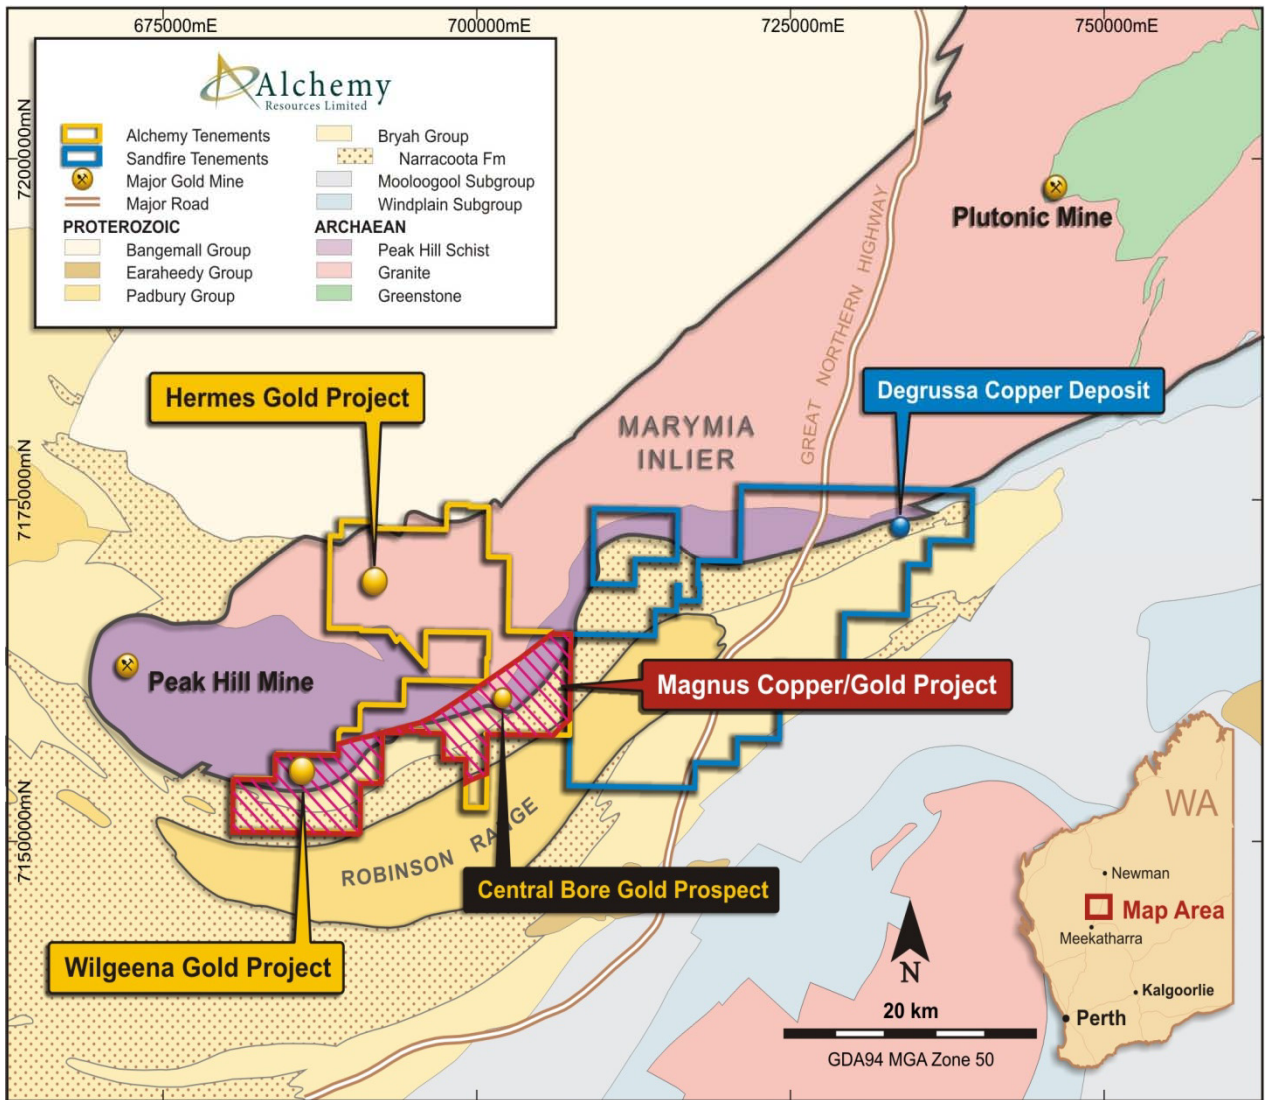 675000mE
700000mE
725000mE
750000mE
Alchemy
Resources Limited
Alchemy Tenements
Sandfire Tenements
Major Gold Mine
Major Road
PROTEROZOIC
Bangemall Group
Earaheedy Group
Padbury Group
Bryah Group
Narracoota Fm
Mooloogool Subgroup
Windplain Subgroup
ARCHAEAN
Peak Hill Schist
Granite
Greenstone
7200000mN
Plutonic Mine
GREAT NORTHERN HIGHWAY
Hermes Gold Project
Degrussa Copper Deposit
MARYMIA
INLIER
7175000mN
Peak Hill Mine
Magnus Copper/Gold Project
7150000mN
ROBINSON RANGE
Central Bore Gold Prospect
Wilgeena Gold Project
WA
Newman
Map Area
Meekatharra
Kalgoorlie
Perth
N
20 km
GDA94 MGA Zone 50